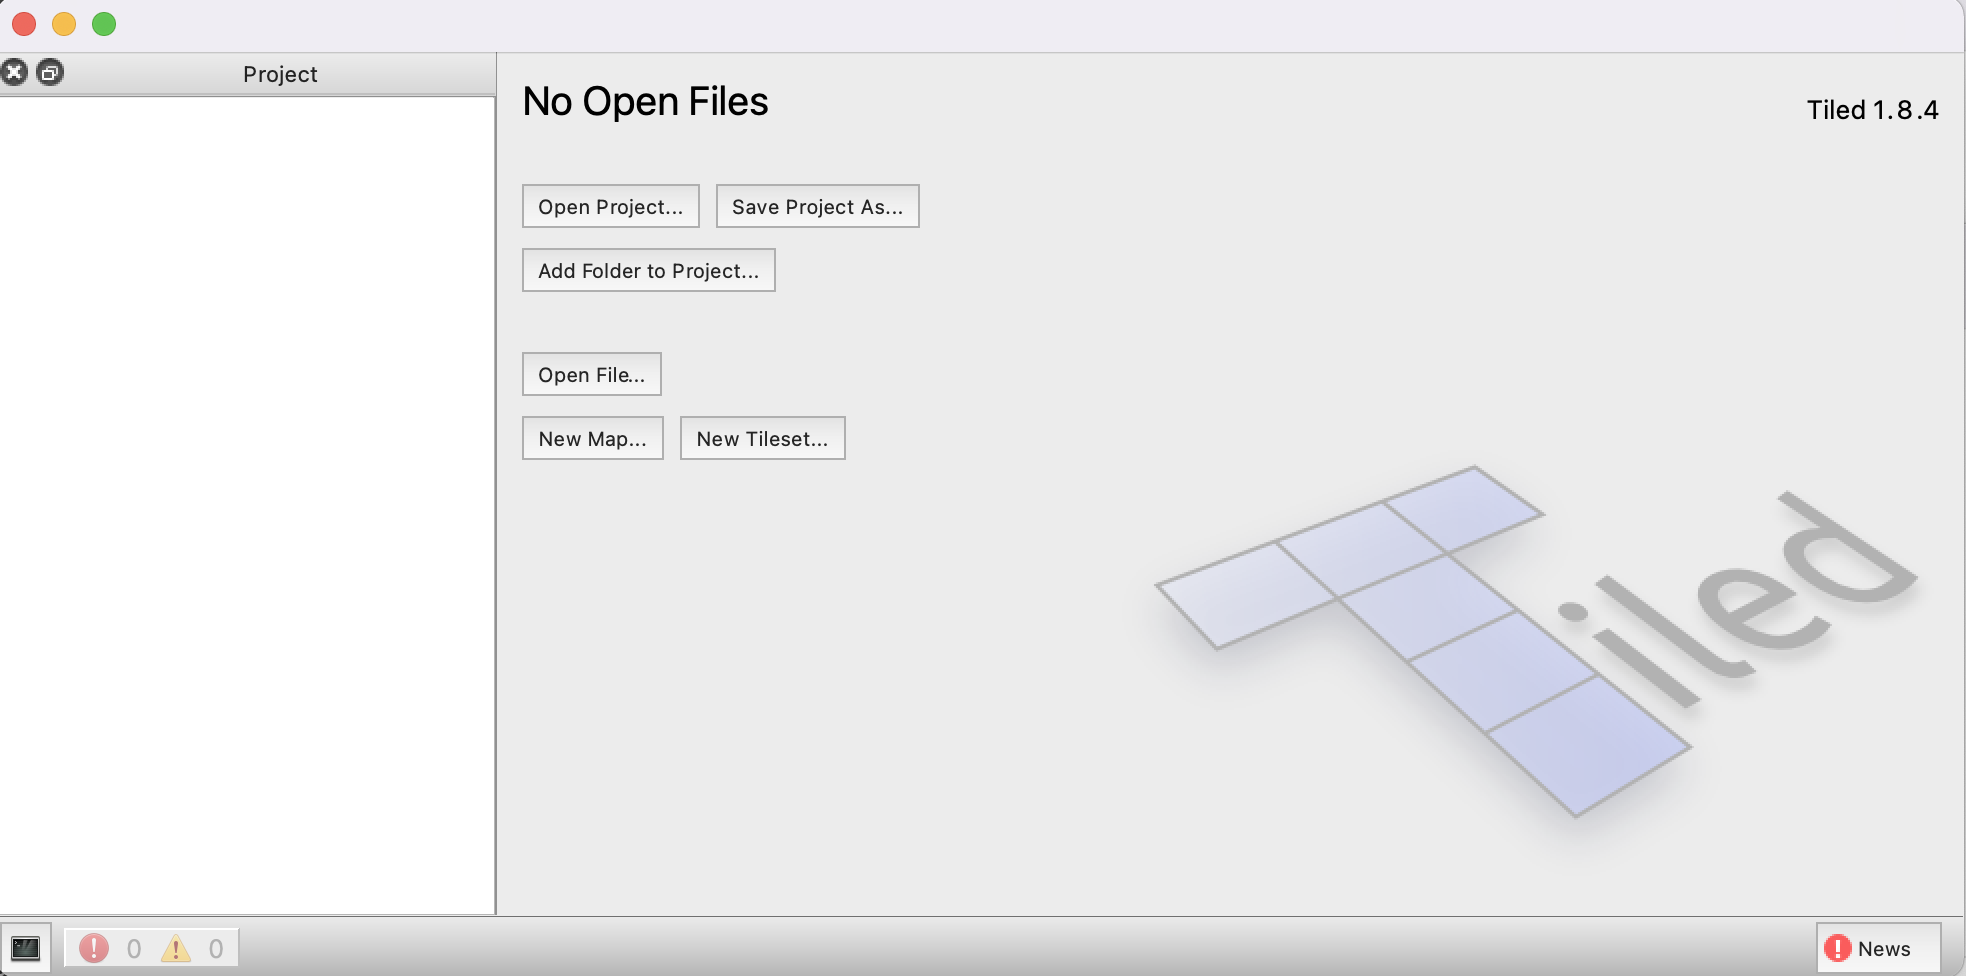 Project
No Open Files
Tiled 1.8.4
Open Project...
Save Project As...
Add Folder to Project...
Open File...
New Map...
New Tileset...
iled
0
0
News